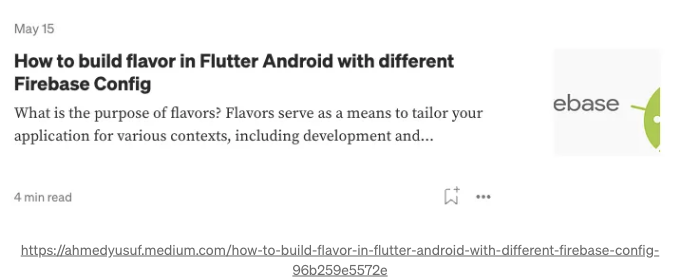 May 15
How to build flavor in Flutter Android with different
Firebase Config
What is the purpose of flavors? Flavors serve as a means to tailor your
application for various contexts, including development and...
ebase
4 min read
https://ahmedyusuf.medium.com/how-to-build-flavor-in-flutter-android-with-different-firebase-config-
96b259e5572e